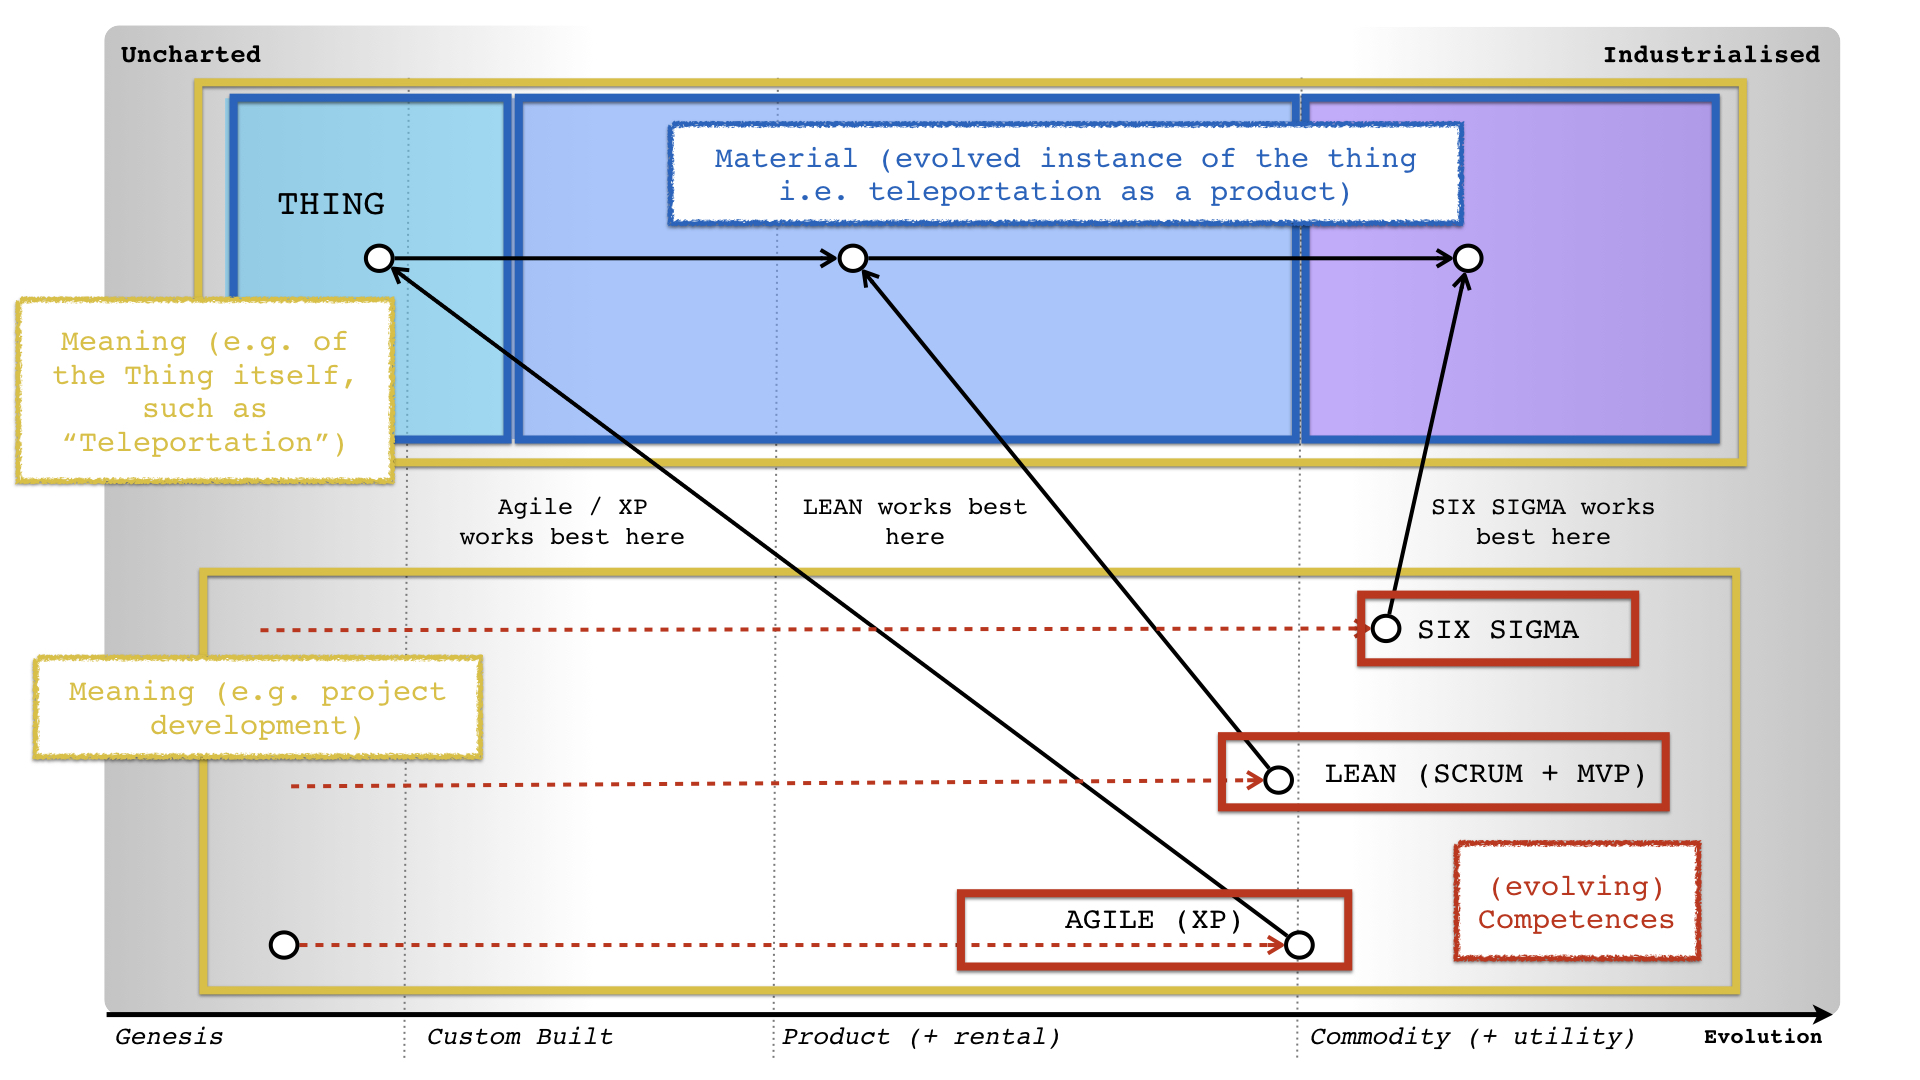 Uncharted
Industrialised
Material (evolved instance of the thing
i.e. teleportation as a product)
THING
Meaning (e.g. of
the Thing itself,
such as
“Teleportation”)
Agile / XP
works best here
LEAN works best
here
SIX SIGMA works
best here
SIX SIGMA
Meaning (e.g. project
development)
LEAN (SCRUM + MVP)
(evolving)
Competences
AGILE (XP)
Genesis
Custom Built
Product (+ rental)
Commodity (+ utility)
Evolution